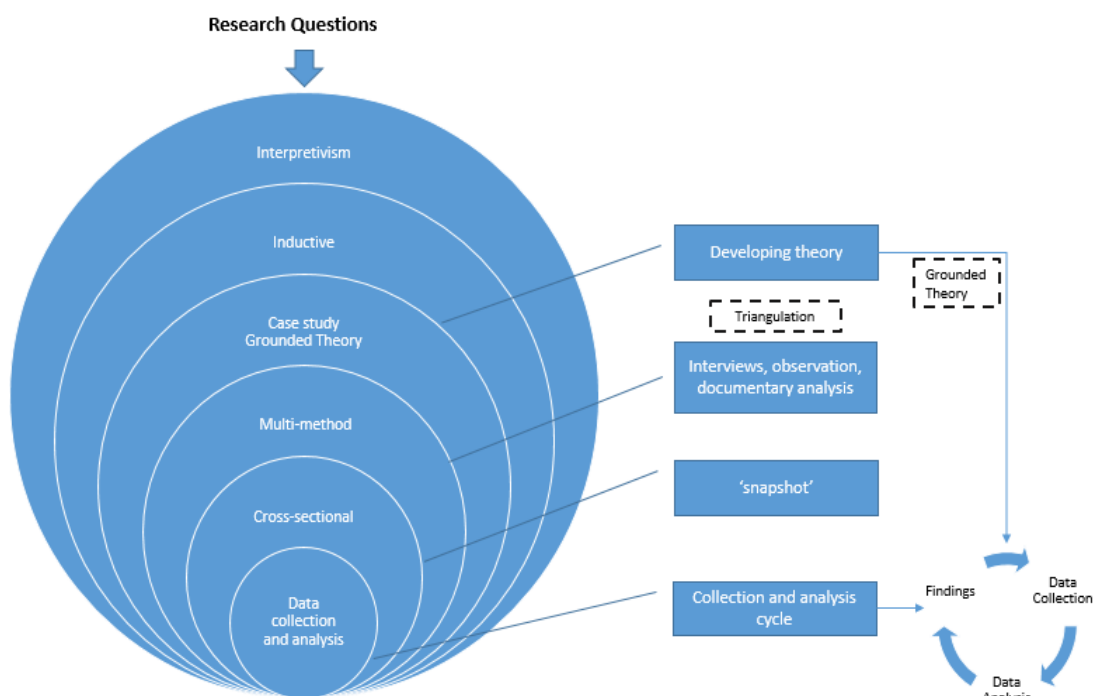 Research Questions
Interpretivism
Inductive
Case study
Grounded Theory
Multi-method
Cross-sectional
Data
collection
and analysis
Developing theory
Grounded
Theory
Triangulation
Interviews, observation,
documentary analysis
‘snapshot’
Collection and analysis
cycle
Findings
Data
Collection
Data
Analysis